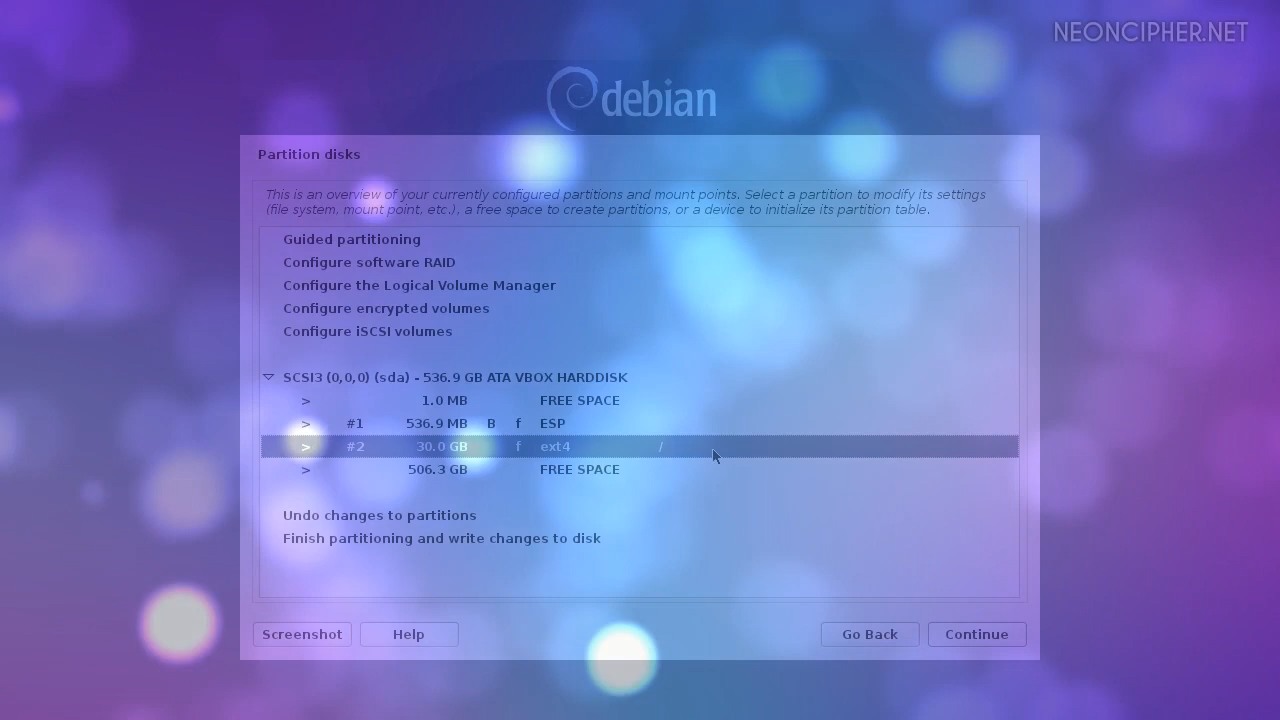 NEONCIPHER.NET
debian
Partition disks
This is an overview of your currently configured partitions and mount points. Select a partition to modify its settings
(file system, mount point, etc.), a free space to create partitions, or a device to initialize its partition table.
Guided partitioning
Configure software RAID
Configure the Logical Volume Manager
Configure encrypted volumes
Configure iSCSI volumes
SCSI3 (0,0,0) (sda) - 536.9 GB ATA VBOX HARDDISK
> 1.0 MB FREE SPACE
> #1 536.9 MB B f ESP
> #2 30.0 GB f ext4 /
> 506.3 GB FREE SPACE
Undo changes to partitions
Finish partitioning and write changes to disk
Screenshot Help Go Back Continue